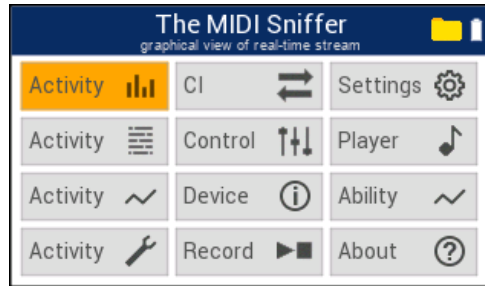 The MIDI Sniffer
graphical view of real-time stream
Activity CI Settings
Activity Control Player
Activity Device Ability
Activity Record About